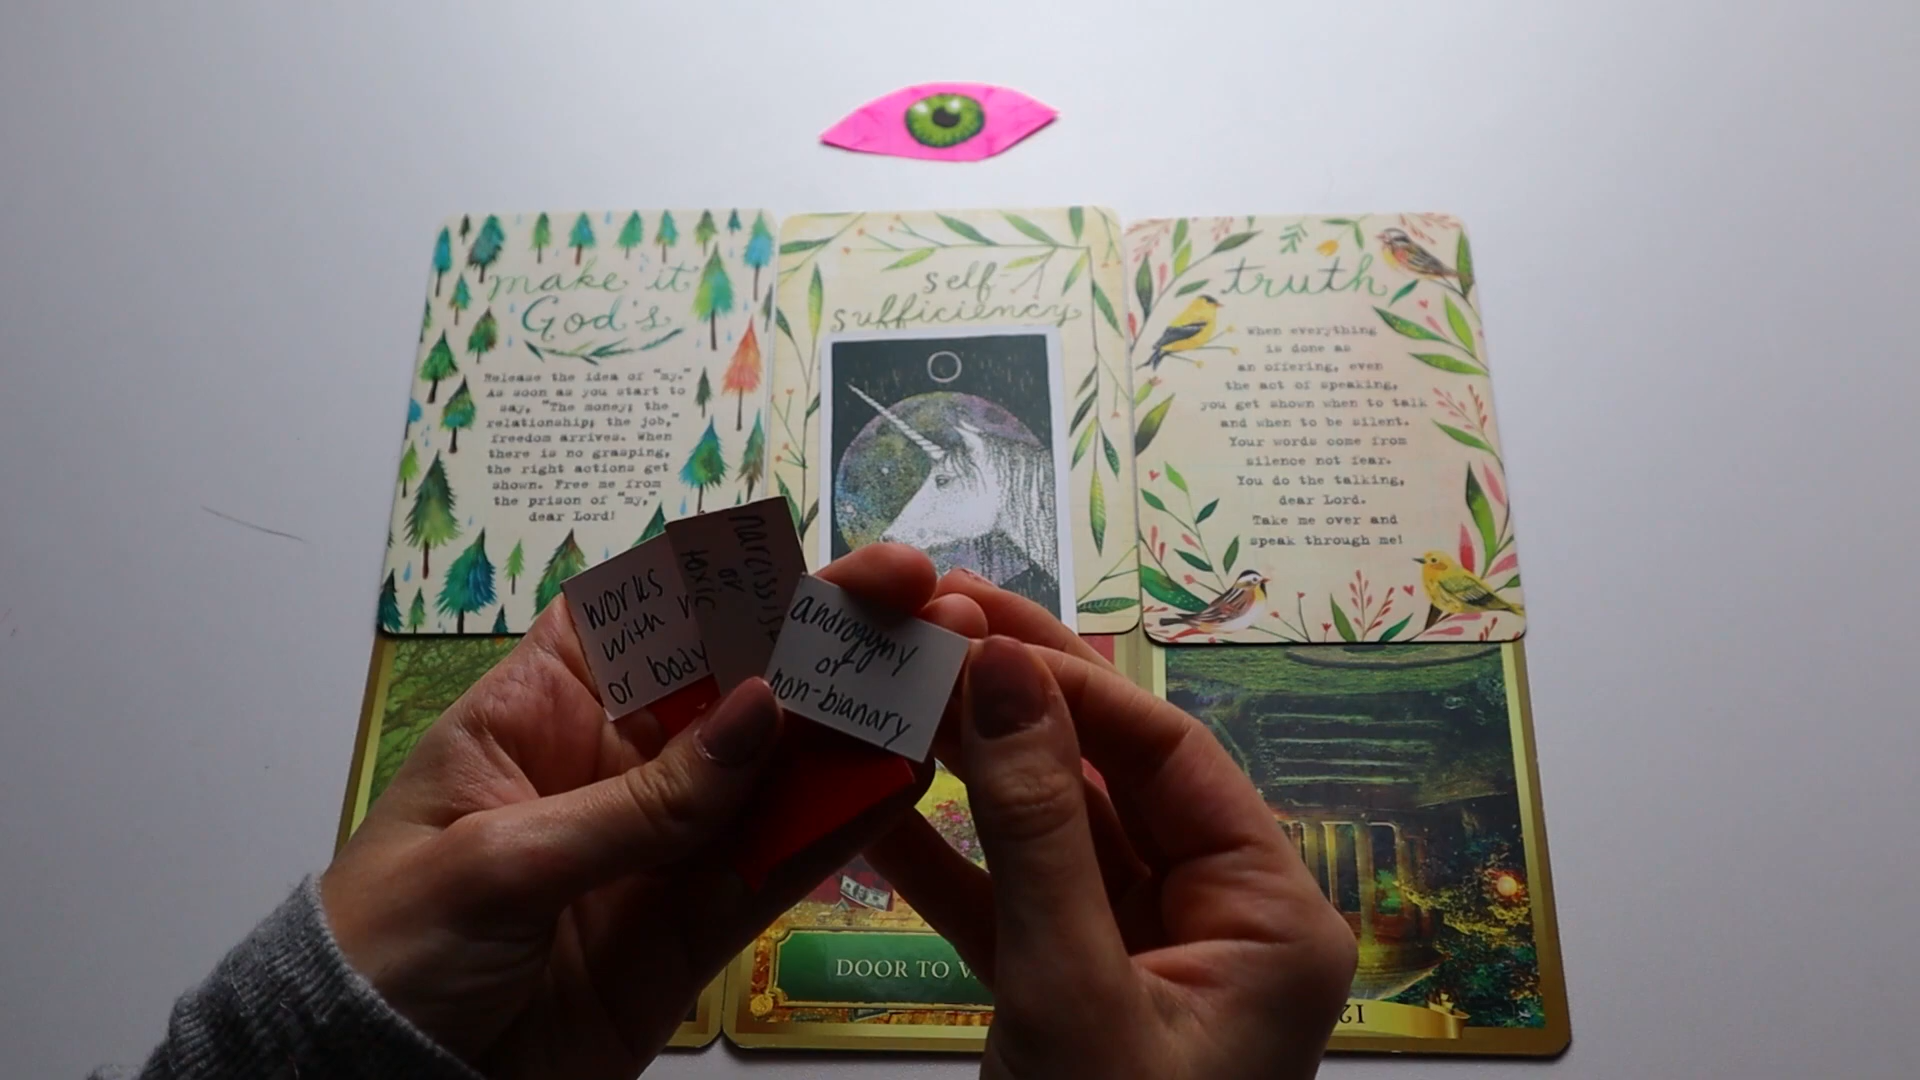 make it
God's
Release the idea of "my."
As soon as you start to
say, "The money; the
relationship; the job,"
freedom arrives. When
there is no grasping,
the right actions get
shown. Free me from
the prison of "my,"
dear Lord!
self-
sufficiency
truth
When everything
is done as
an offering, even
the act of speaking,
you get shown when to talk
and when to be silent.
Your words come from
silence not fear.
You do the talking,
dear Lord.
Take me over and
speak through me!
works
with
or body
narcissist
or
toxic
androgyny
or
non-bianary
DOOR TO
12